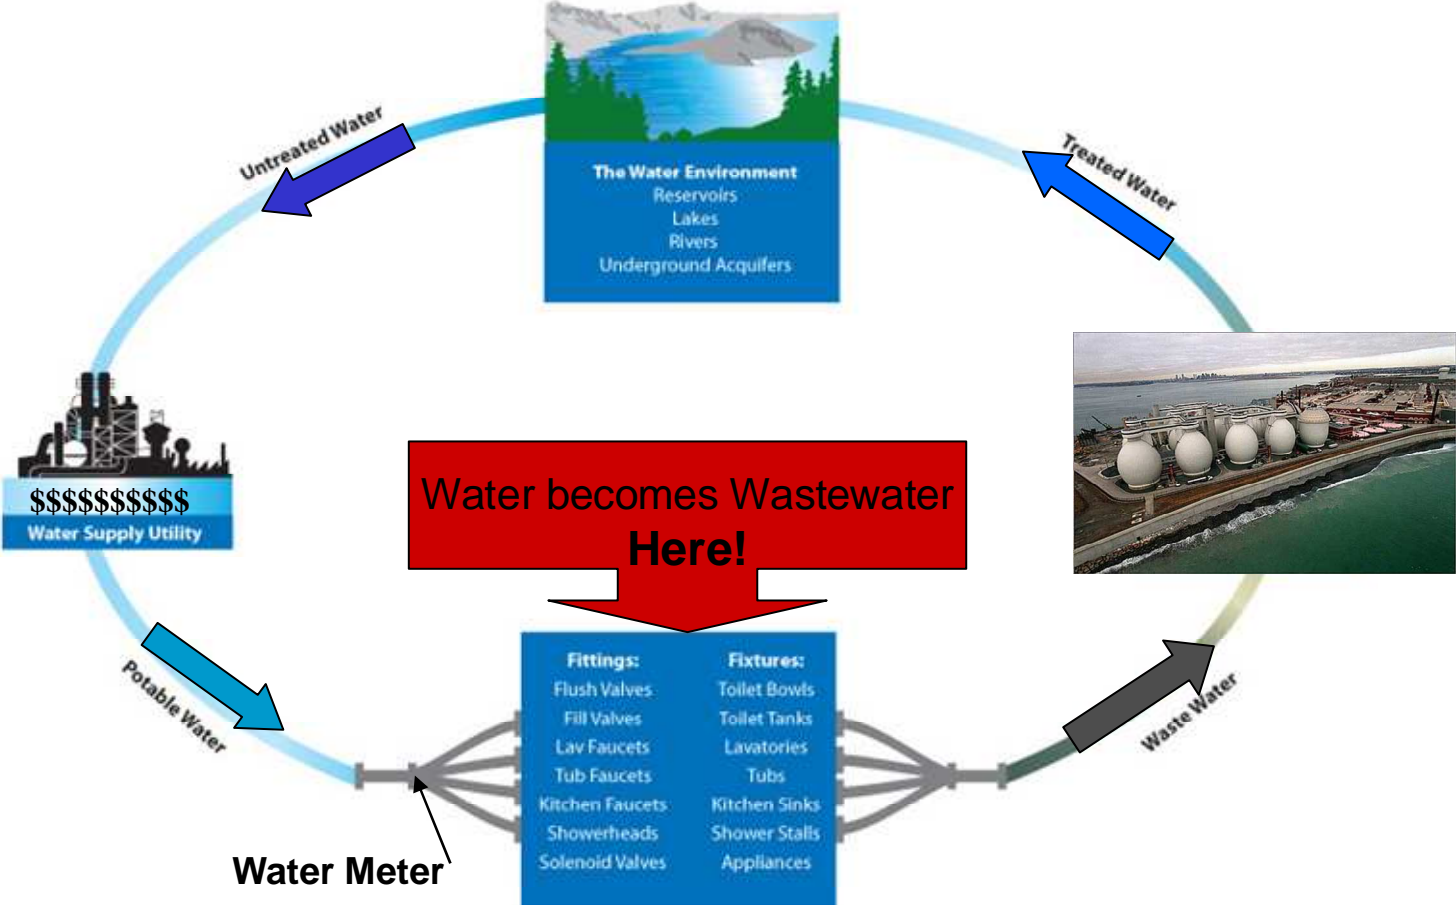 Untreated Water
Treated Water
The Water Environment
Reservoirs
Lakes
Rivers
Underground Acquifers
$$$$$$$$$$
Water Supply Utility
Water becomes Wastewater
Here!
Potable Water
Waste Water
Fittings:
Flush Valves
Fill Valves
Lav Faucets
Tub Faucets
Kitchen Faucets
Showerheads
Solenoid Valves
Fixtures:
Toilet Bowls
Toilet Tanks
Lavatories
Tubs
Kitchen Sinks
Shower Stalls
Appliances
Water Meter